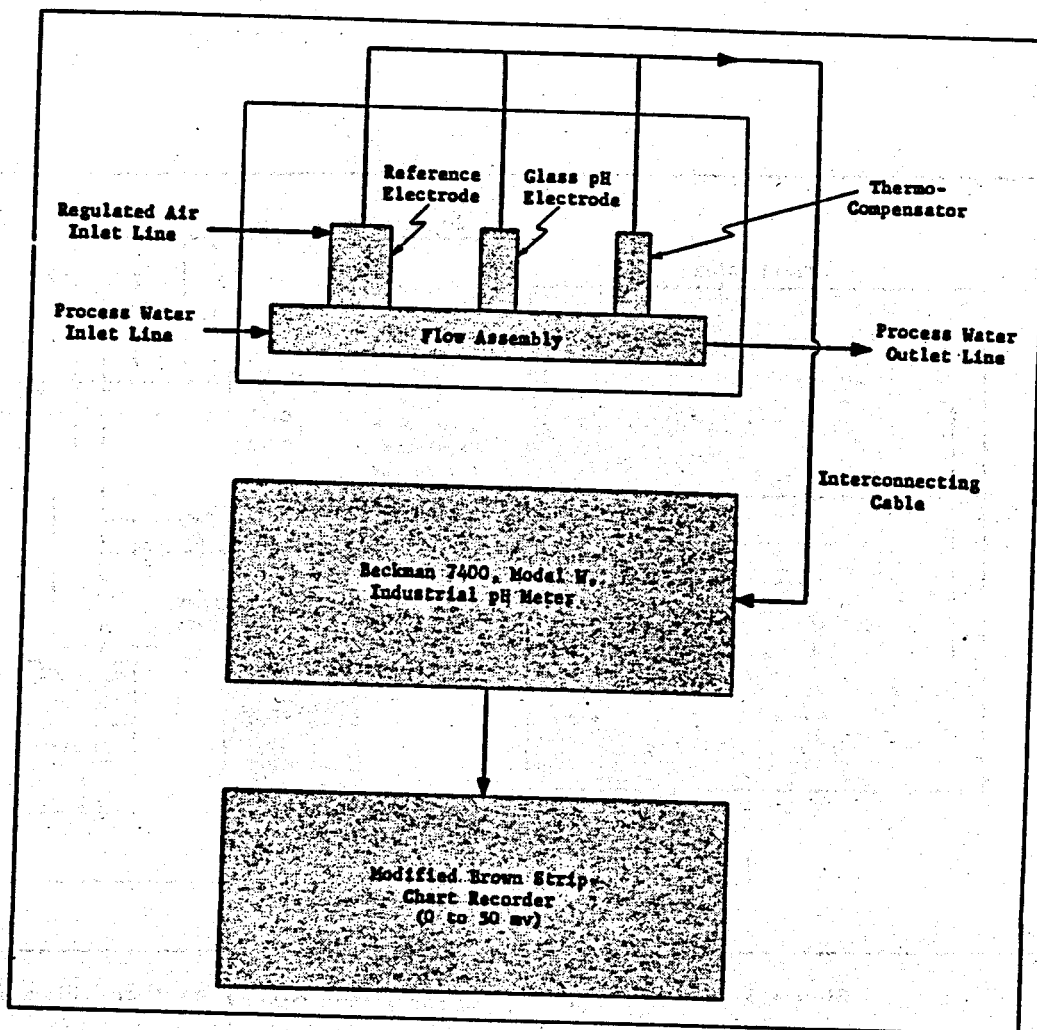 Reference
Electrode
Glass pH
Electrode
Thermo-
Compensator
Regulated Air
Inlet Line
Process Water
Inlet Line
Flow Assembly
Process Water
Outlet Line
Interconnecting
Cable
Beckman 7400, Model W,
Industrial pH Meter
Modified Brown Strip
Chart Recorder
(0 to 50 mv)